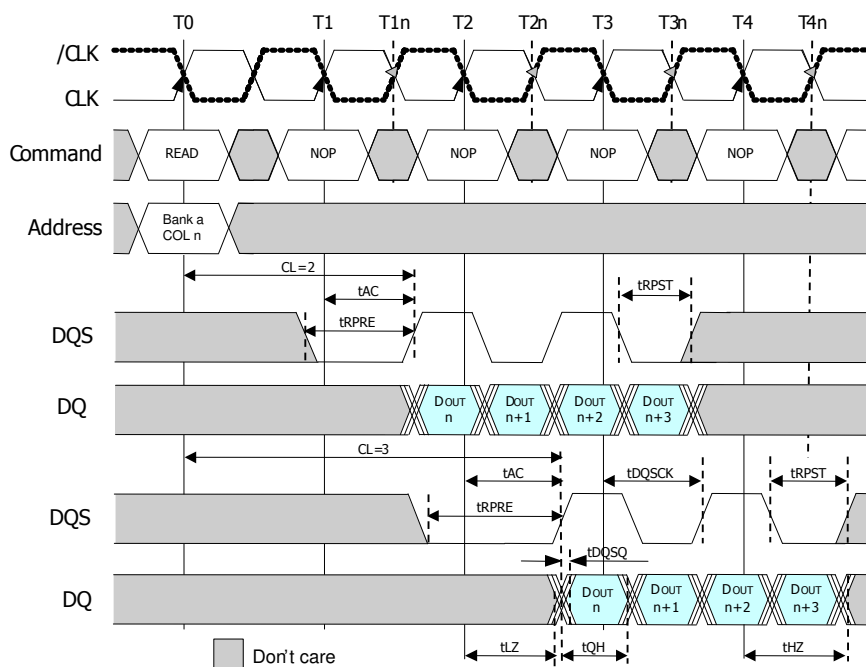 T0 T1 T1n T2 T2n T3 T3n T4 T4n
/CLK
CLK
Command READ NOP NOP NOP NOP
Address Bank a
COL n
CL=2
tAC
tRPRE
tRPST
DQS
DQ
DOUT
n
DOUT
n+1
DOUT
n+2
DOUT
n+3
CL=3
tAC
tDQSCK
tRPST
tRPRE
DQS
tDQSQ
DQ
DOUT
n
DOUT
n+1
DOUT
n+2
DOUT
n+3
tLZ tQH tHZ
Don't care